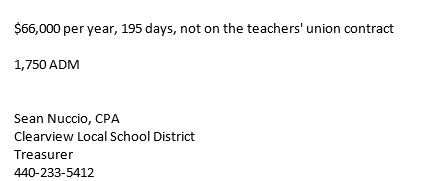 $66,000 per year, 195 days, not on the teachers' union contract
1,750 ADM
Sean Nuccio, CPA
Clearview Local School District
Treasurer
440-233-5412